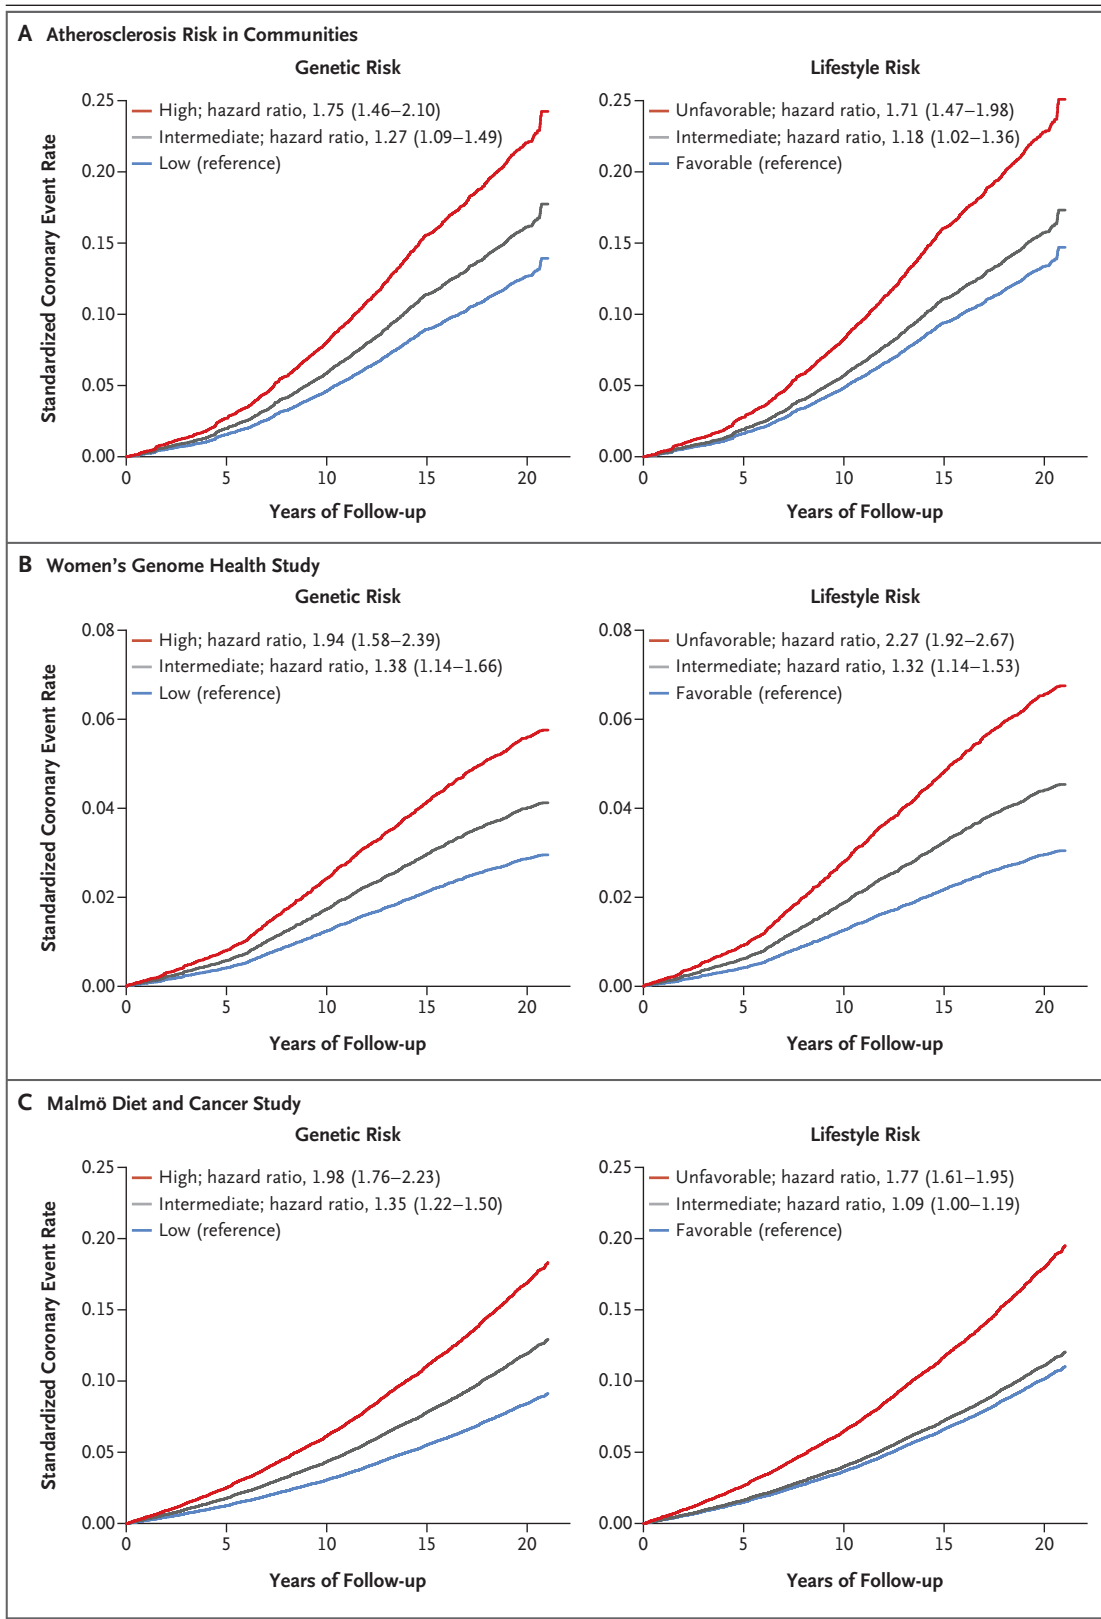 A Atherosclerosis Risk in Communities
Genetic Risk
High; hazard ratio, 1.75 (1.46–2.10)
Intermediate; hazard ratio, 1.27 (1.09–1.49)
Low (reference)
Standardized Coronary Event Rate
0.25
0.20
0.15
0.10
0.05
0.00
0 5 10 15 20
Years of Follow-up
Lifestyle Risk
Unfavorable; hazard ratio, 1.71 (1.47–1.98)
Intermediate; hazard ratio, 1.18 (1.02–1.36)
Favorable (reference)
0.25
0.20
0.15
0.10
0.05
0.00
0 5 10 15 20
Years of Follow-up
B Women’s Genome Health Study
Genetic Risk
High; hazard ratio, 1.94 (1.58–2.39)
Intermediate; hazard ratio, 1.38 (1.14–1.66)
Low (reference)
Standardized Coronary Event Rate
0.08
0.06
0.04
0.02
0.00
0 5 10 15 20
Years of Follow-up
Lifestyle Risk
Unfavorable; hazard ratio, 2.27 (1.92–2.67)
Intermediate; hazard ratio, 1.32 (1.14–1.53)
Favorable (reference)
0.08
0.06
0.04
0.02
0.00
0 5 10 15 20
Years of Follow-up
C Malmö Diet and Cancer Study
Genetic Risk
High; hazard ratio, 1.98 (1.76–2.23)
Intermediate; hazard ratio, 1.35 (1.22–1.50)
Low (reference)
Standardized Coronary Event Rate
0.25
0.20
0.15
0.10
0.05
0.00
0 5 10 15 20
Years of Follow-up
Lifestyle Risk
Unfavorable; hazard ratio, 1.77 (1.61–1.95)
Intermediate; hazard ratio, 1.09 (1.00–1.19)
Favorable (reference)
0.25
0.20
0.15
0.10
0.05
0.00
0 5 10 15 20
Years of Follow-up